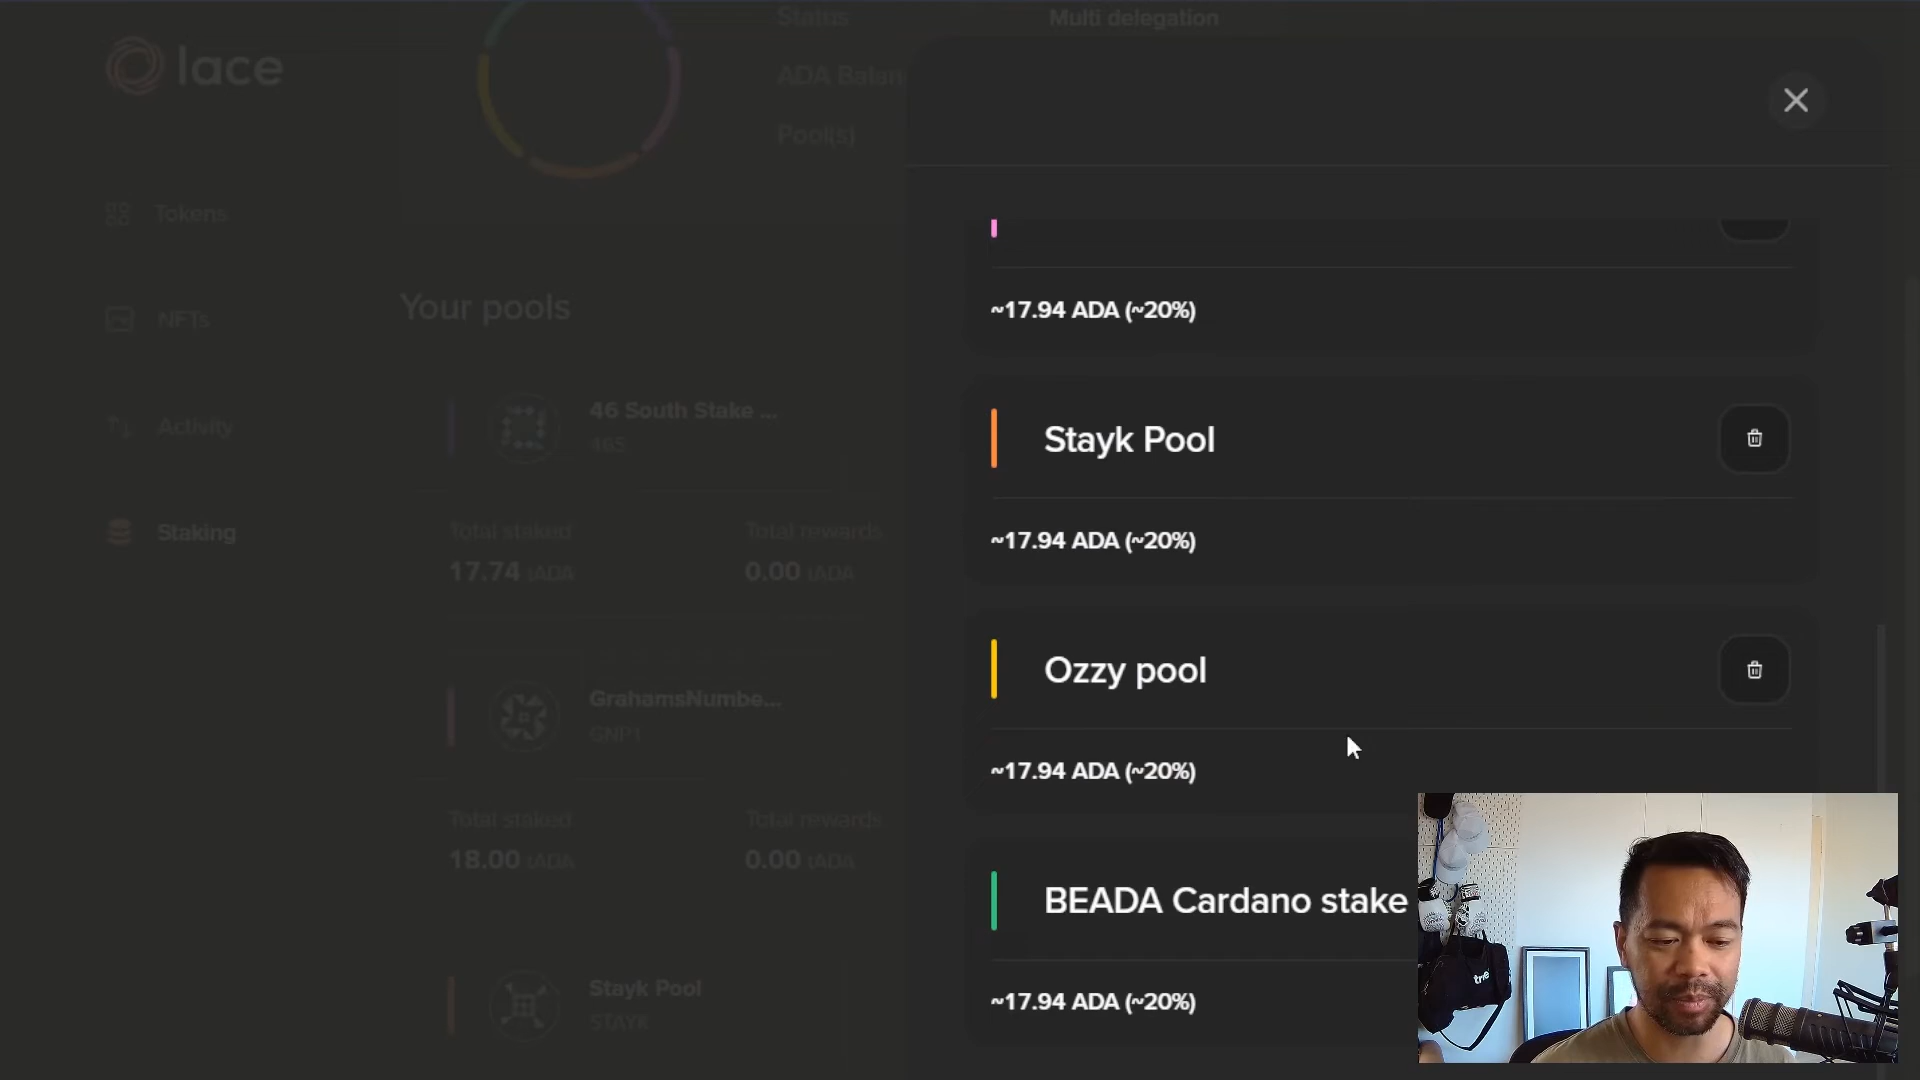 Status
Multi delegation
lace
ADA Balan
Pool(s)
Tokens
Your pools
NFTs
~17.94 ADA (~20%)
46 South Stake ...
46S
Activity
Stayk Pool
Total staked
Total rewards
Staking
17.74 tADA
0.00 tADA
~17.94 ADA (~20%)
GrahamsNumbe...
GNP1
Ozzy pool
~17.94 ADA (~20%)
Total staked
Total rewards
18.00 tADA
0.00 tADA
BEADA Cardano stake
Stayk Pool
STAYK
~17.94 ADA (~20%)